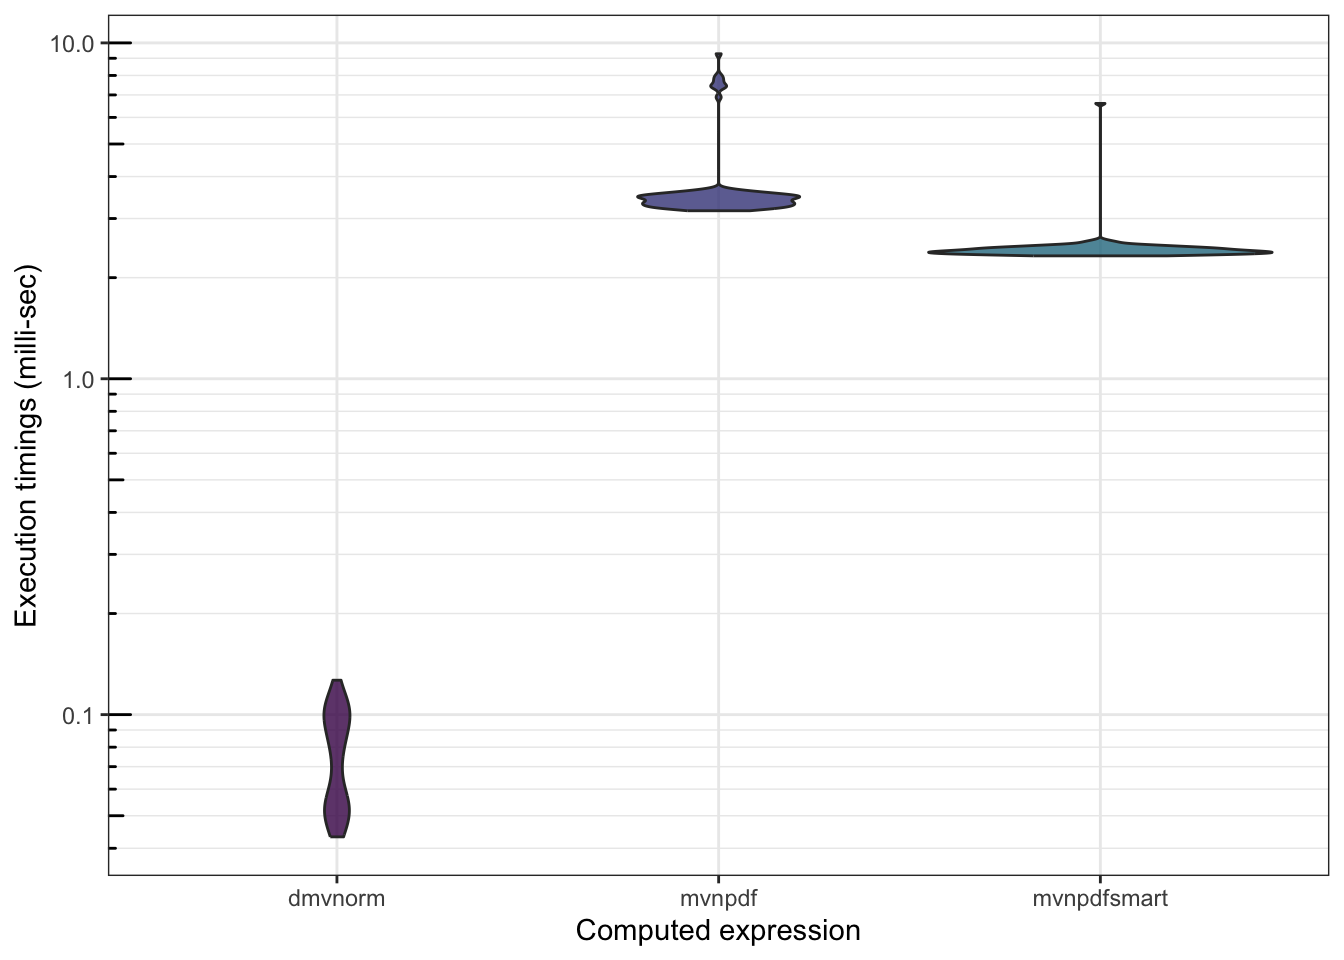 Execution timings (milli-sec)
10.0
1.0
0.1
dmvnorm
mvnpdf
mvnpdfsmart
Computed expression